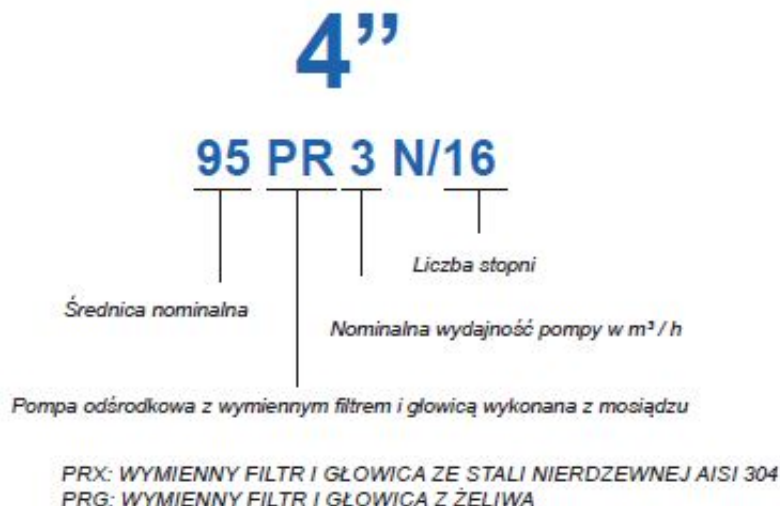 4”
95 PR 3 N/16
Liczba stopni
Średnica nominalna
Nominalna wydajność pompy w m³ / h
Pompa odśrodkowa z wymiennym filtrem i głowicą wykonana z mosiądzu
PRX: WYMIENNY FILTR I GŁOWICA ZE STALI NIERDZEWNEJ AISI 304
PRG: WYMIENNY FILTR I GŁOWICA Z ŻELIWA